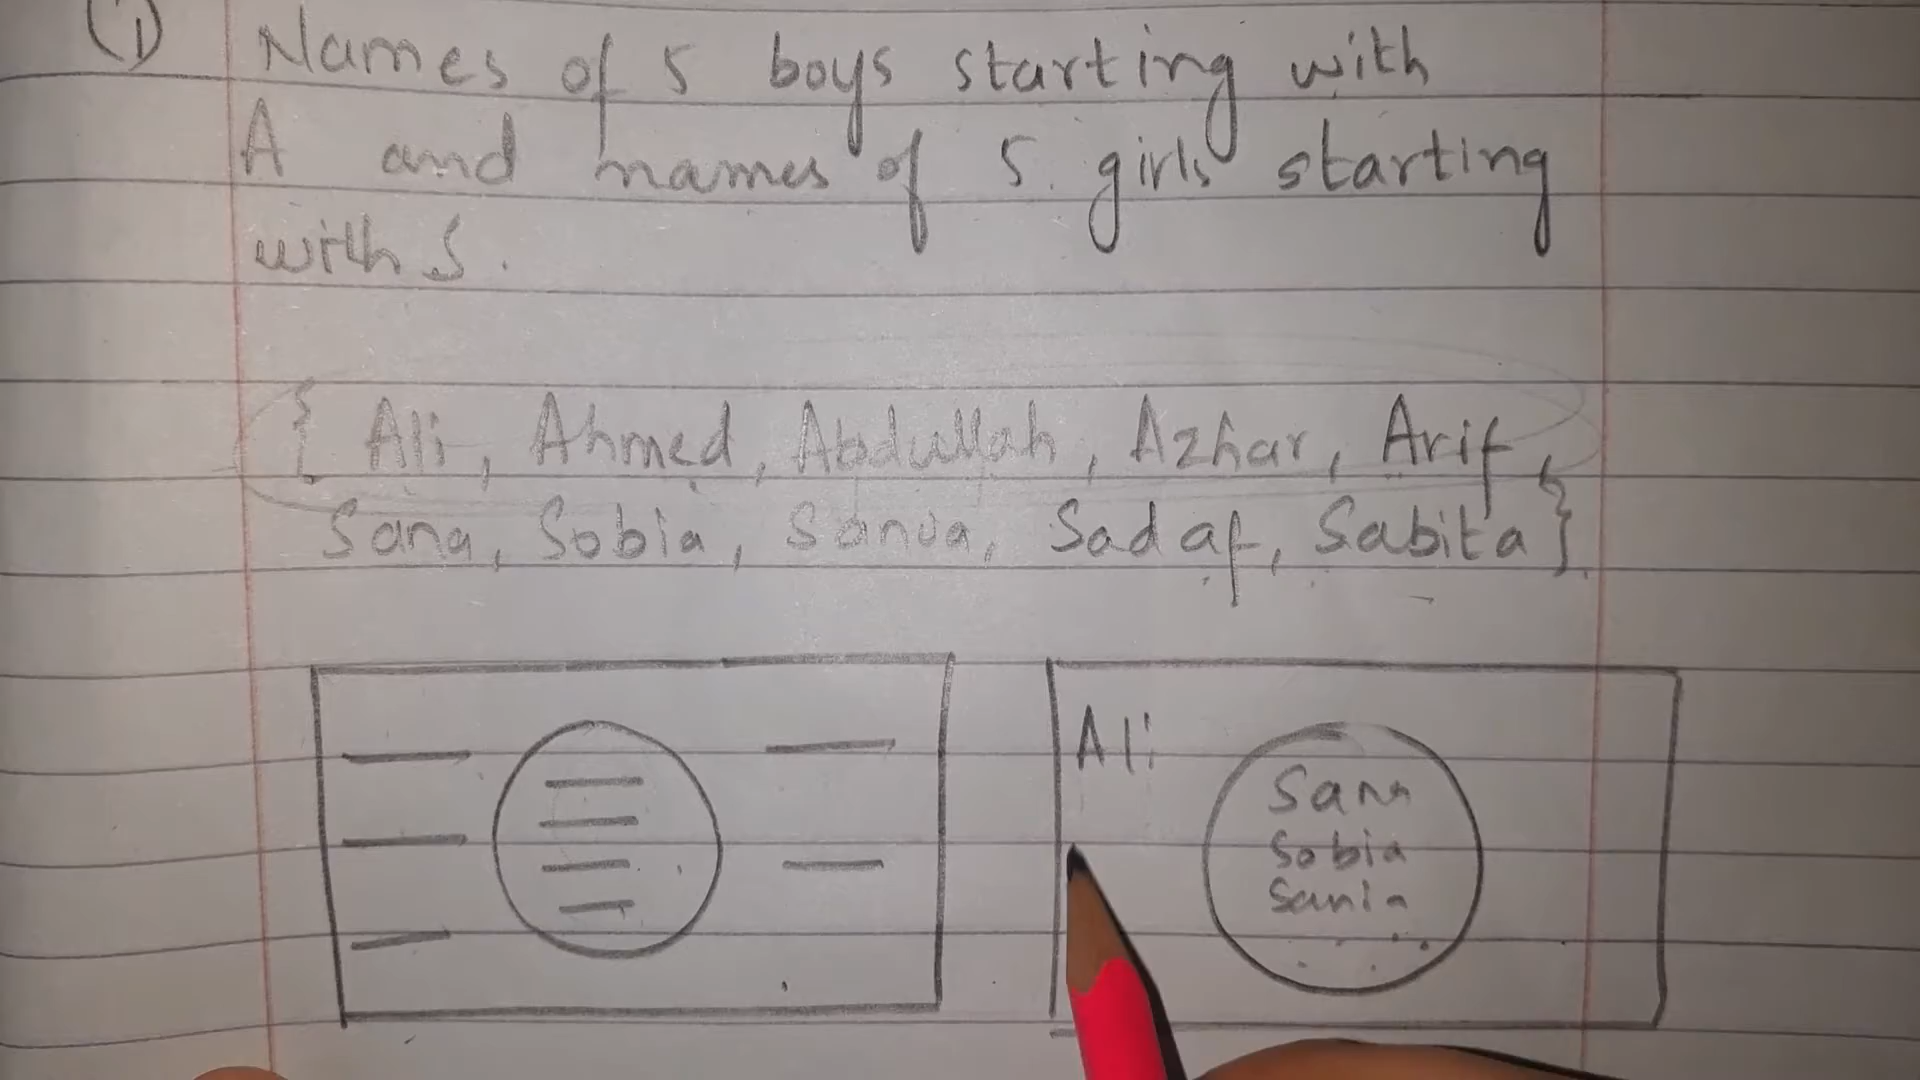 1
Names of 5 boys starting with
A and names of 5 girls starting
with S.
{ Ali, Ahmed, Abdullah, Azhar, Arif,
Sana, Sobia, Sania, Sadaf, Sabita}
Ali
Sana
Sobia
Sania